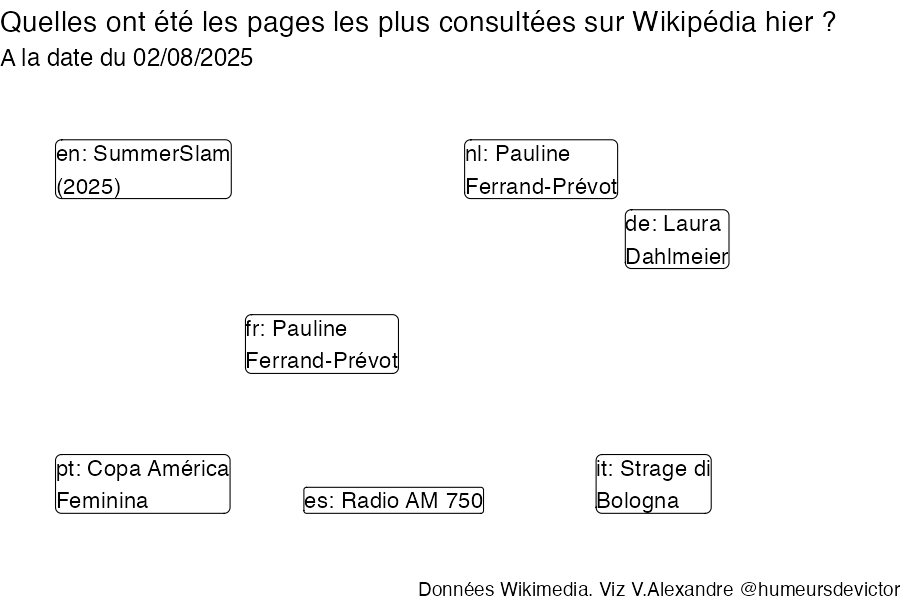 Quelles ont été les pages les plus consultées sur Wikipédia hier ?
A la date du 02/08/2025
en: SummerSlam
(2025)
nl: Pauline
Ferrand-Prévot
de: Laura
Dahlmeier
fr: Pauline
Ferrand-Prévot
pt: Copa América
Feminina
es: Radio AM 750
it: Strage di
Bologna
Données Wikimedia. Viz V.Alexandre @humeursdevictor